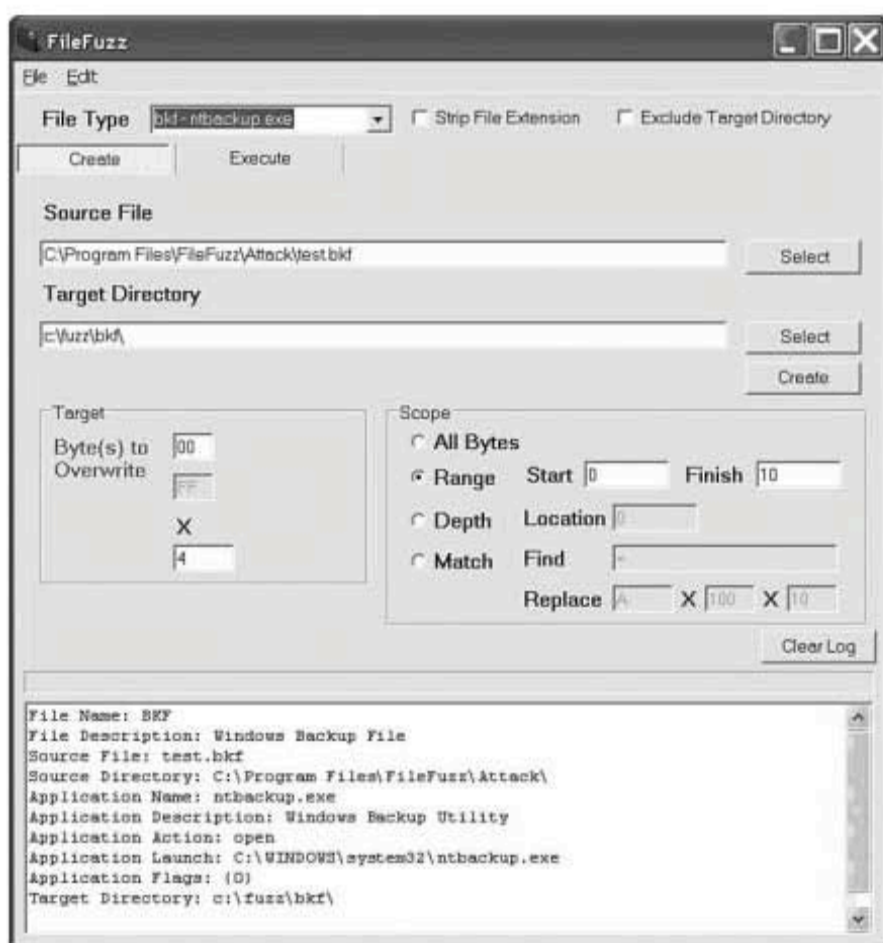 FileFuzz
File Edit
File Type bkf - ntbackup.exe Strip File Extension Exclude Target Directory
Create Execute
Source File
C:\Program Files\FileFuzz\Attack\test.bkf Select
Target Directory
c:\fuzz\bkf\ Select
Create
Target
Byte(s) to Overwrite 00
FF
X
4
Scope
All Bytes
Range Start 0 Finish 10
Depth Location 0
Match Find =
Replace A X 100 X 10
Clear Log
File Name: BKF
File Description: Windows Backup File
Source File: test.bkf
Source Directory: C:\Program Files\FileFuzz\Attack\
Application Name: ntbackup.exe
Application Description: Windows Backup Utility
Application Action: open
Application Launch: C:\WINDOWS\system32\ntbackup.exe
Application Flags: {0}
Target Directory: c:\fuzz\bkf\